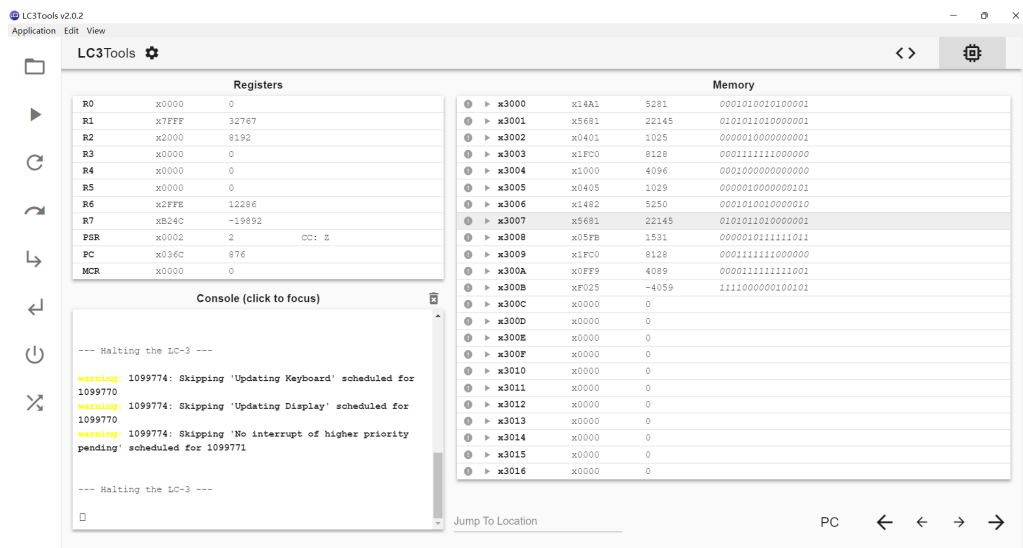 LC3Tools v2.0.2
Application Edit View
LC3Tools
Registers
R0 x0000 0
R1 x7FFF 32767
R2 x2000 8192
R3 x0000 0
R4 x0000 0
R5 x0000 0
R6 x2FFE 12286
R7 xB24C -19892
PSR x0002 2 CC: Z
PC x036C 876
MCR x0000 0
Console (click to focus)
--- Halting the LC-3 ---
warning: 1099774: Skipping 'Updating Keyboard' scheduled for
1099770
warning: 1099774: Skipping 'Updating Display' scheduled for
1099770
warning: 1099774: Skipping 'No interrupt of higher priority
pending' scheduled for 1099771
--- Halting the LC-3 ---
Memory
x3000 x14A1 5281 0001010010100001
x3001 x5681 22145 0101011010000001
x3002 x0401 1025 0000010000000001
x3003 x1FC0 8128 0001111111000000
x3004 x1000 4096 0001000000000000
x3005 x0405 1029 0000010000000101
x3006 x1482 5250 0001010010000010
x3007 x5681 22145 0101011010000001
x3008 x05FB 1531 0000010111111011
x3009 x1FC0 8128 0001111111000000
x300A x0FF9 4089 0000111111111001
x300B xF025 -4059 1111000000100101
x300C x0000 0
x300D x0000 0
x300E x0000 0
x300F x0000 0
x3010 x0000 0
x3011 x0000 0
x3012 x0000 0
x3013 x0000 0
x3014 x0000 0
x3015 x0000 0
x3016 x0000 0
Jump To Location
PC